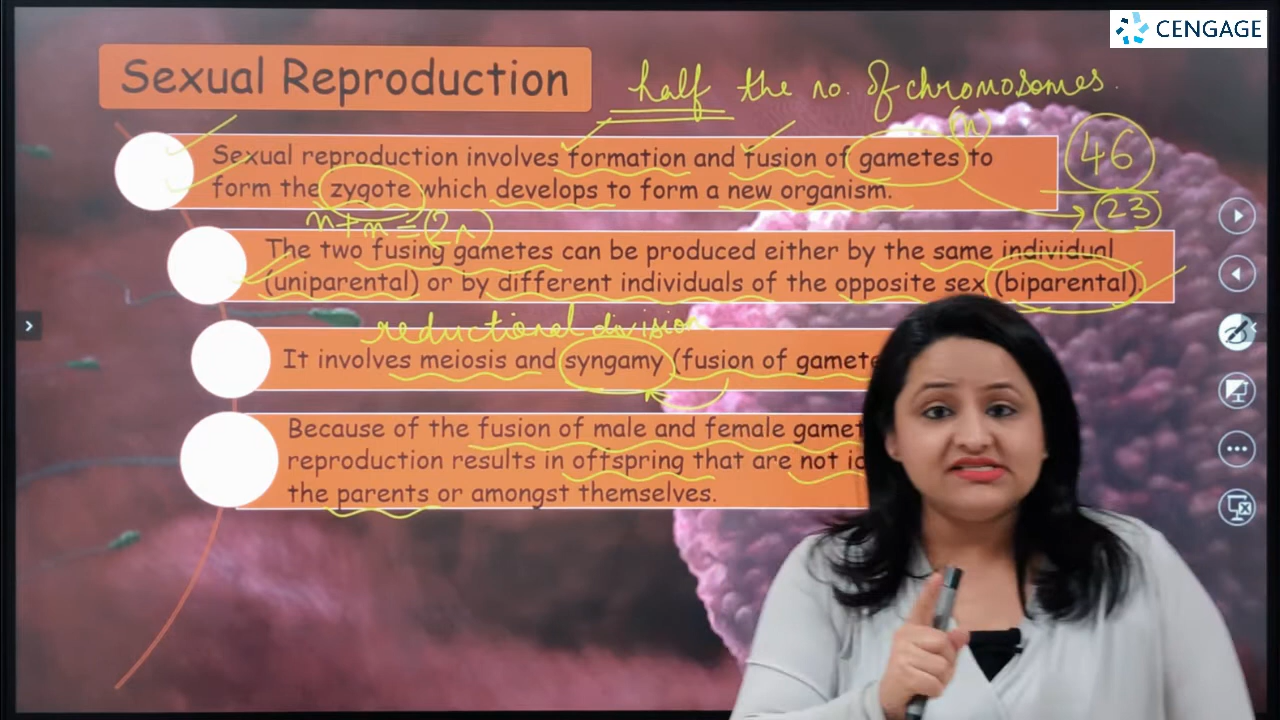 CENGAGE
Sexual Reproduction
half the no. of chromosomes.
(n)
Sexual reproduction involves formation and fusion of gametes to
form the zygote which develops to form a new organism.
46
23
n+n=(2n)
The two fusing gametes can be produced either by the same individual
(uniparental) or by different individuals of the opposite sex (biparental).
reductional division
It involves meiosis and syngamy (fusion of gamete
Because of the fusion of male and female gamet
reproduction results in offspring that are not
the parents or amongst themselves.